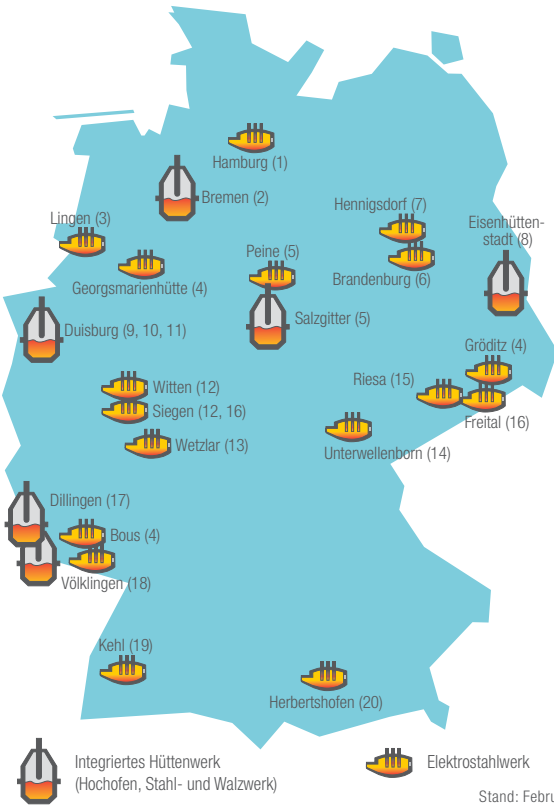 Hamburg (1)
Bremen (2)
Lingen (3)
Hennigsdorf (7)
Eisenhütten-
stadt (8)
Peine (5)
Georgsmarienhütte (4)
Brandenburg (6)
Salzgitter (5)
Duisburg (9, 10, 11)
Gröditz (4)
Witten (12)
Riesa (15)
Siegen (12, 16)
Freital (16)
Wetzlar (13)
Unterwellenborn (14)
Dillingen (17)
Bous (4)
Völklingen (18)
Kehl (19)
Herbertshofen (20)
Integriertes Hüttenwerk
(Hochofen, Stahl- und Walzwerk)
Elektrostahlwerk
Stand: Febru